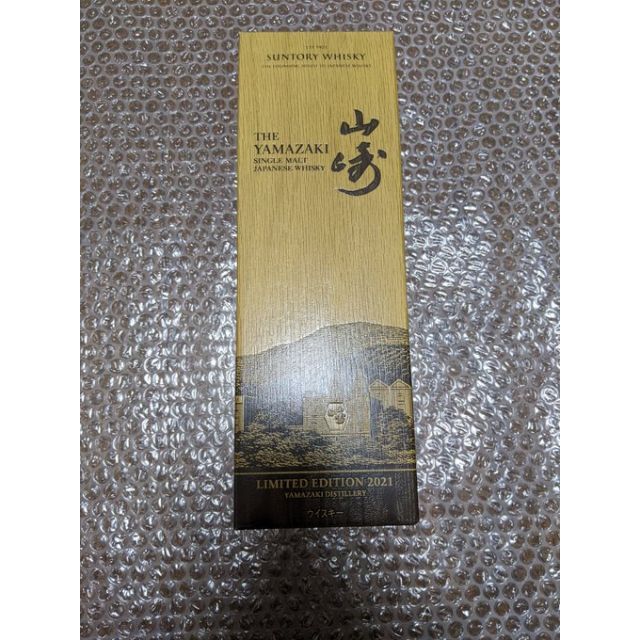 SUNTORY WHISKY
THE
YAMAZAKI
SINGLE MALT
JAPANESE WHISKY
山崎
LIMITED EDITION 2021
YAMAZAKI DISTILLERY
ウイスキー